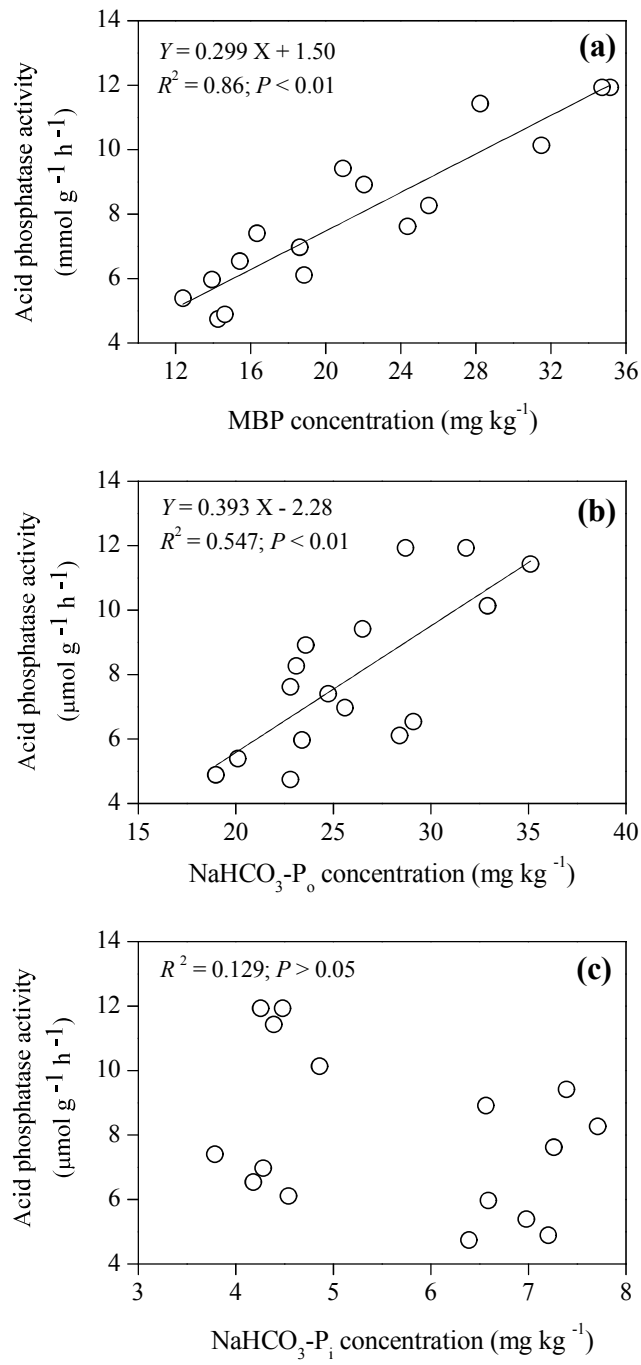 14
12
10
8
6
4
Y = 0.299 X + 1.50
R² = 0.86; P < 0.01
(a)
Acid phosphatase activity
(mmol g⁻¹ h⁻¹)
12 16 20 24 28 32 36
MBP concentration (mg kg⁻¹)
14
12
10
8
6
4
Y = 0.393 X - 2.28
R² = 0.547; P < 0.01
(b)
Acid phosphatase activity
(μmol g⁻¹ h⁻¹)
15 20 25 30 35 40
NaHCO₃-Pₒ concentration (mg kg⁻¹)
14
12
10
8
6
4
R² = 0.129; P > 0.05
(c)
Acid phosphatase activity
(μmol g⁻¹ h⁻¹)
3 4 5 6 7 8
NaHCO₃-Pᵢ concentration (mg kg⁻¹)